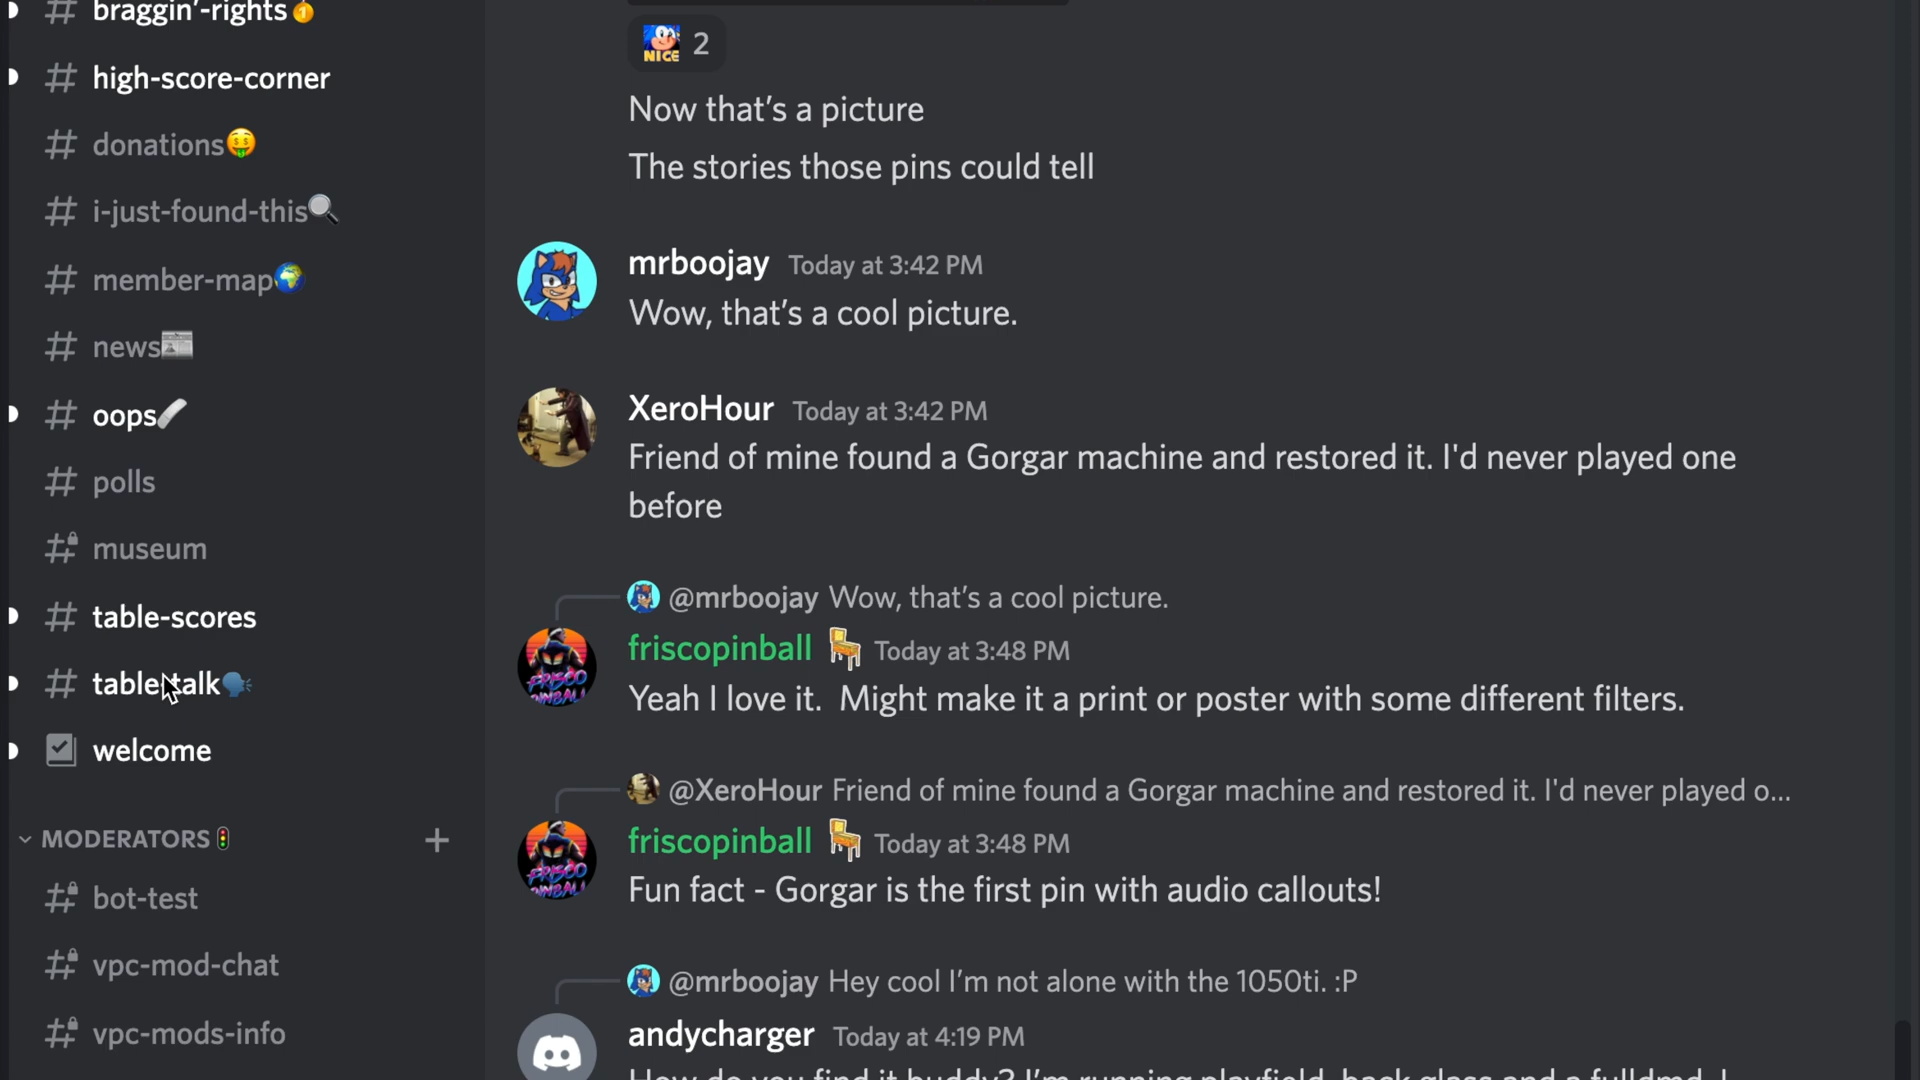 braggin'-rights
high-score-corner
donations
i-just-found-this
member-map
news
oops
polls
museum
table-scores
table-talk
welcome
MODERATORS
bot-test
vpc-mod-chat
vpc-mods-info
NICE 2
Now that's a picture
The stories those pins could tell
mrboojay Today at 3:42 PM
Wow, that's a cool picture.
XeroHour Today at 3:42 PM
Friend of mine found a Gorgar machine and restored it. I'd never played one
before
@mrboojay Wow, that's a cool picture.
friscopinball Today at 3:48 PM
Yeah I love it. Might make it a print or poster with some different filters.
@XeroHour Friend of mine found a Gorgar machine and restored it. I'd never played o...
friscopinball Today at 3:48 PM
Fun fact - Gorgar is the first pin with audio callouts!
@mrboojay Hey cool I'm not alone with the 1050ti. :P
andycharger Today at 4:19 PM
How do you find it buddy? I'm running playfield, back glass and a fulldmd. I